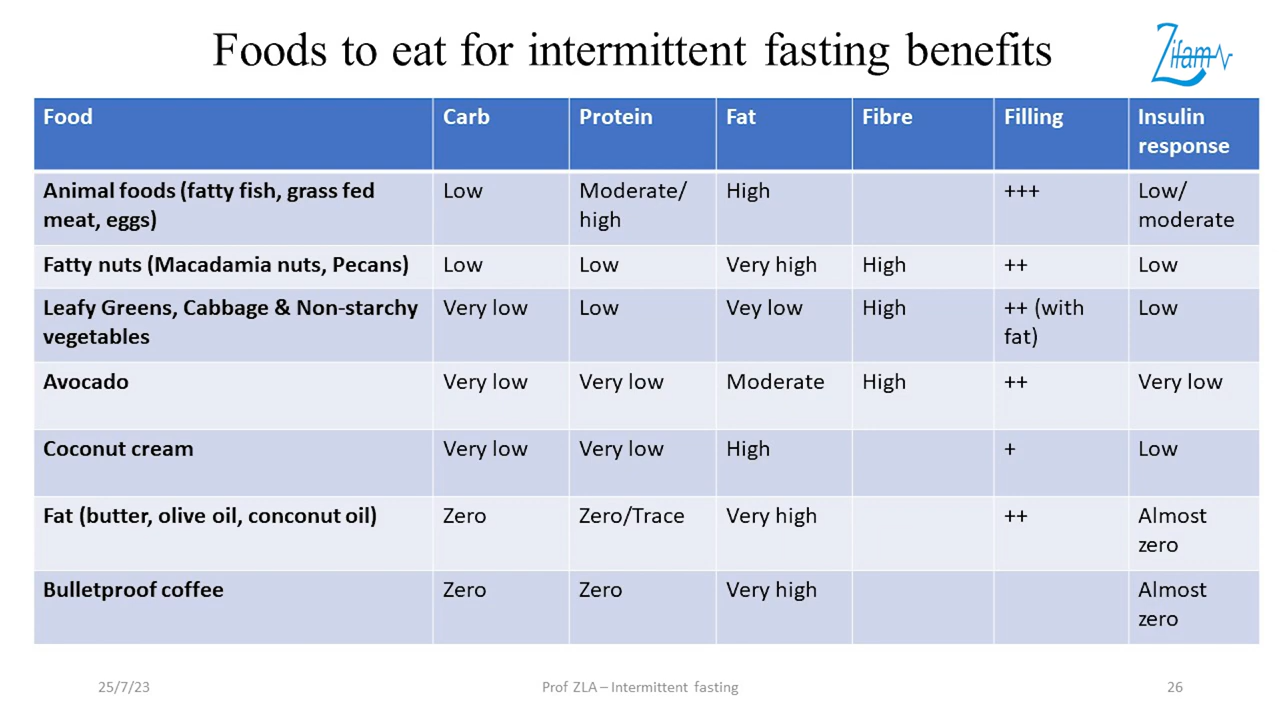 Foods to eat for intermittent fasting benefits
Zifam
Food Carb Protein Fat Fibre Filling Insulin
response
Animal foods (fatty fish, grass fed Low Moderate/ High +++ Low/
meat, eggs) high moderate
Fatty nuts (Macadamia nuts, Pecans) Low Low Very high High ++ Low
Leafy Greens, Cabbage & Non-starchy Very low Low Vey low High ++ (with Low
vegetables fat)
Avocado Very low Very low Moderate High ++ Very low
Coconut cream Very low Very low High + Low
Fat (butter, olive oil, conconut oil) Zero Zero/Trace Very high ++ Almost
zero
Bulletproof coffee Zero Zero Very high Almost
zero
25/7/23 Prof ZLA – Intermittent fasting 26